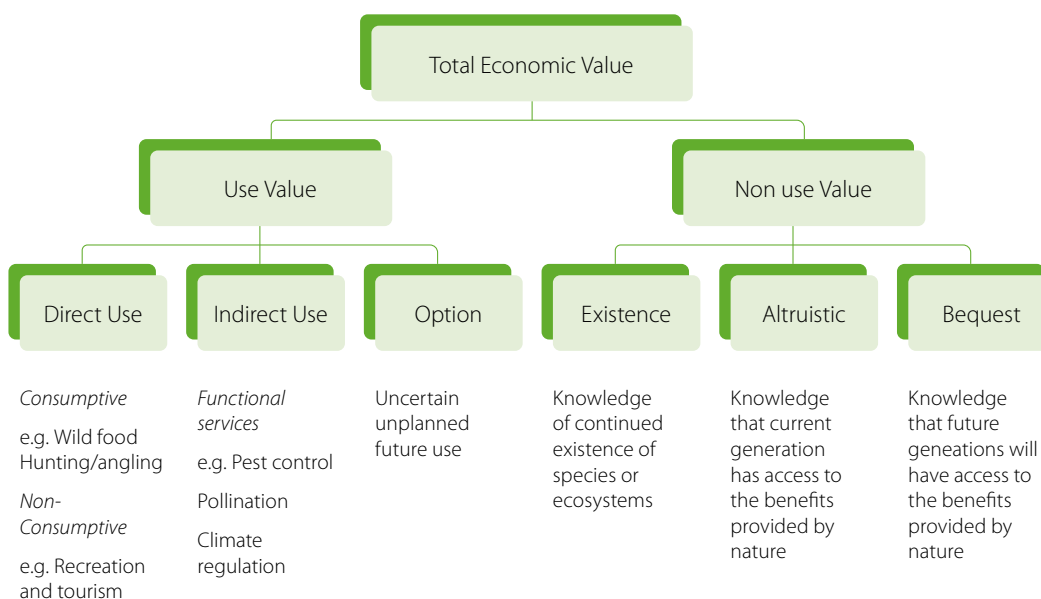 Total Economic Value
Use Value
Non use Value
Direct Use
Indirect Use
Option
Existence
Altruistic
Bequest
Consumptive
e.g. Wild food
Hunting/angling
Non-
Consumptive
e.g. Recreation
and tourism
Functional
services
e.g. Pest control
Pollination
Climate
regulation
Uncertain
unplanned
future use
Knowledge
of continued
existence of
species or
ecosystems
Knowledge
that current
generation
has access to
the benefits
provided by
nature
Knowledge
that future
geneations will
have access to
the benefits
provided by
nature